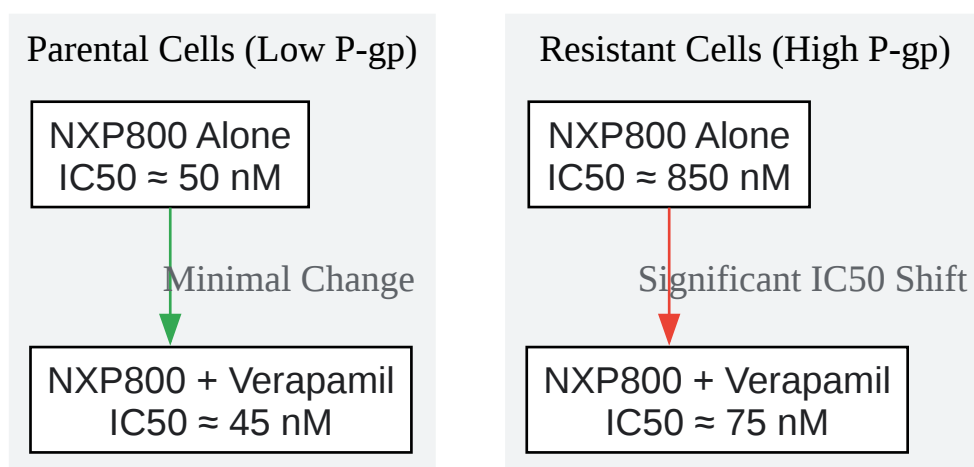 Parental Cells (Low P-gp)
NXP800 Alone
IC50 ≈ 50 nM
Minimal Change
NXP800 + Verapamil
IC50 ≈ 45 nM
Resistant Cells (High P-gp)
NXP800 Alone
IC50 ≈ 850 nM
Significant IC50 Shift
NXP800 + Verapamil
IC50 ≈ 75 nM